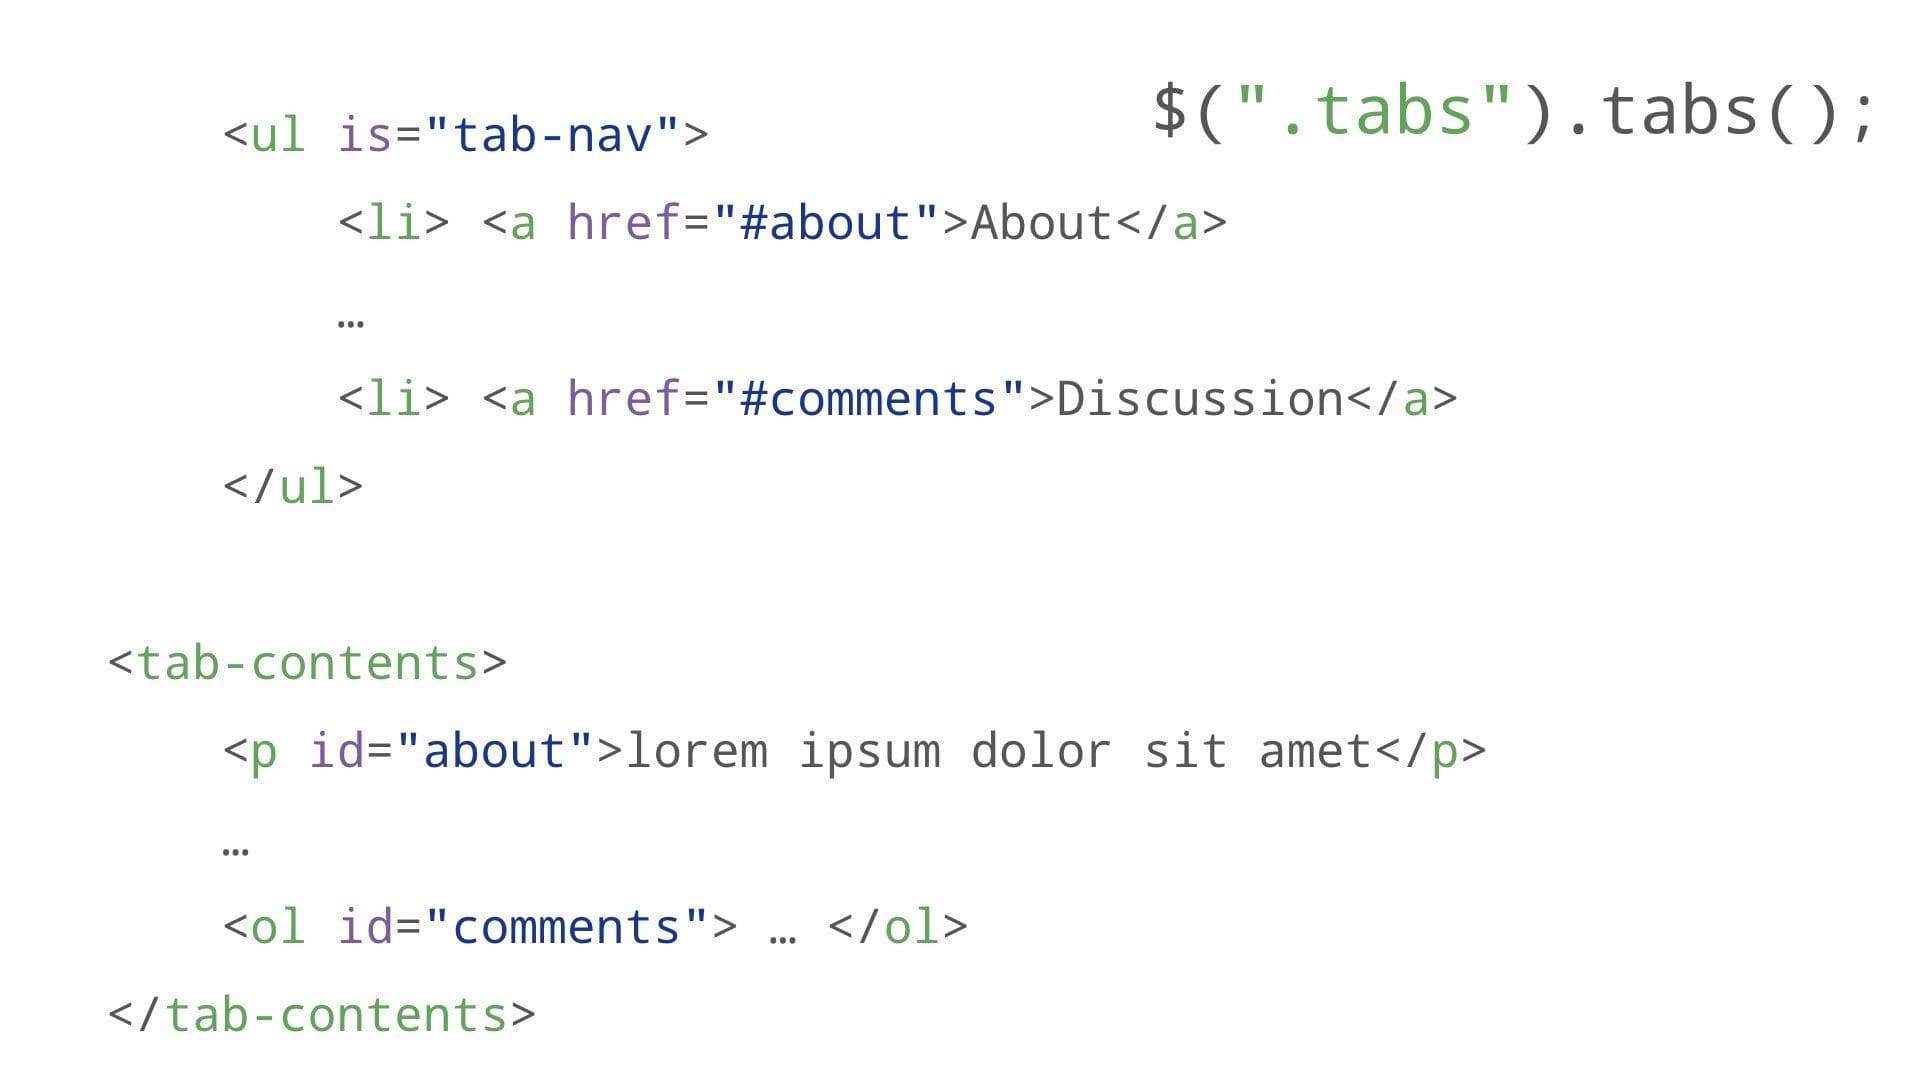 $(".tabs").tabs();
<ul is="tab-nav">
<li> <a href="#about">About</a>
…
<li> <a href="#comments">Discussion</a>
</ul>
<tab-contents>
<p id="about">lorem ipsum dolor sit amet</p>
…
<ol id="comments"> … </ol>
</tab-contents>